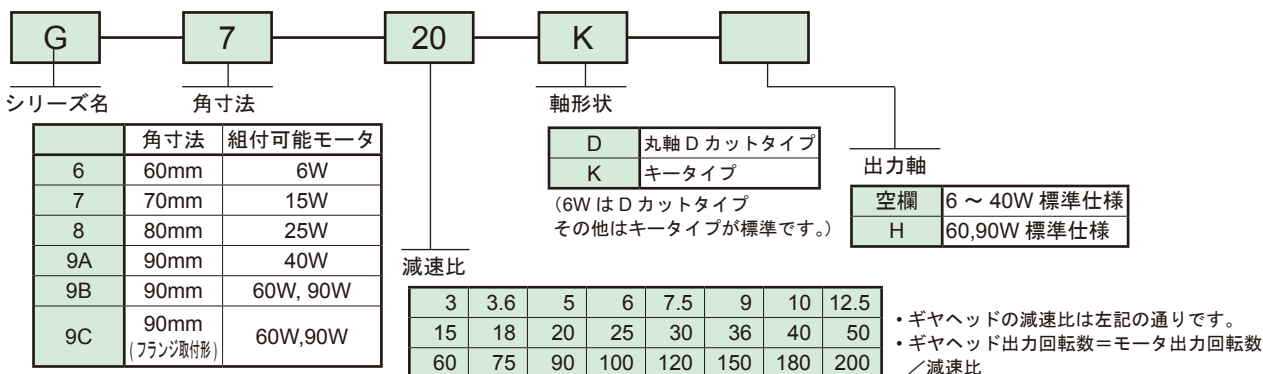 G 7 20 K
シリーズ名
角寸法
角寸法 組付可能モータ
6 60mm 6W
7 70mm 15W
8 80mm 25W
9A 90mm 40W
9B 90mm 60W, 90W
9C 90mm
(フランジ取付形)
60W,90W
減速比
3 3.6 5 6 7.5 9 10 12.5
15 18 20 25 30 36 40 50
60 75 90 100 120 150 180 200
軸形状
D 丸軸 D カットタイプ
K キータイプ
(6W は D カットタイプ
その他はキータイプが標準です。)
出力軸
空欄 6 ～ 40W 標準仕様
H 60,90W 標準仕様
・ギヤヘッドの減速比は左記の通りです。
・ギヤヘッド出力回転数＝モータ出力回転数
／減速比